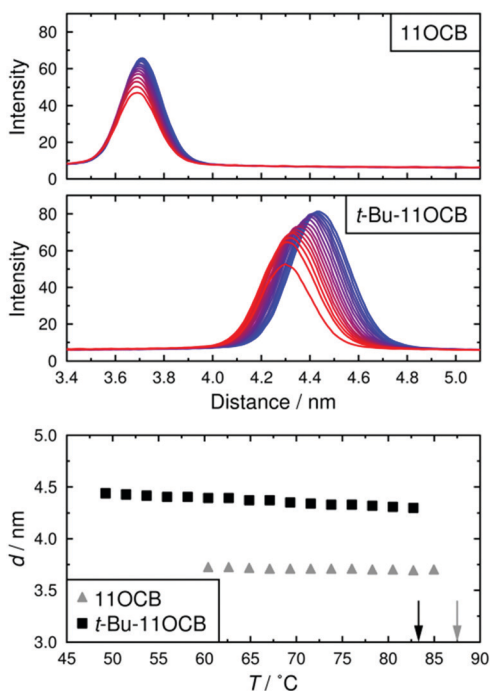 11OCB
Intensity
80
60
40
20
0
t-Bu-11OCB
Intensity
80
60
40
20
0
3.4 3.6 3.8 4.0 4.2 4.4 4.6 4.8 5.0
Distance / nm
d / nm
5.0
4.5
4.0
3.5
3.0
11OCB
t-Bu-11OCB
45 50 55 60 65 70 75 80 85 90
T / °C